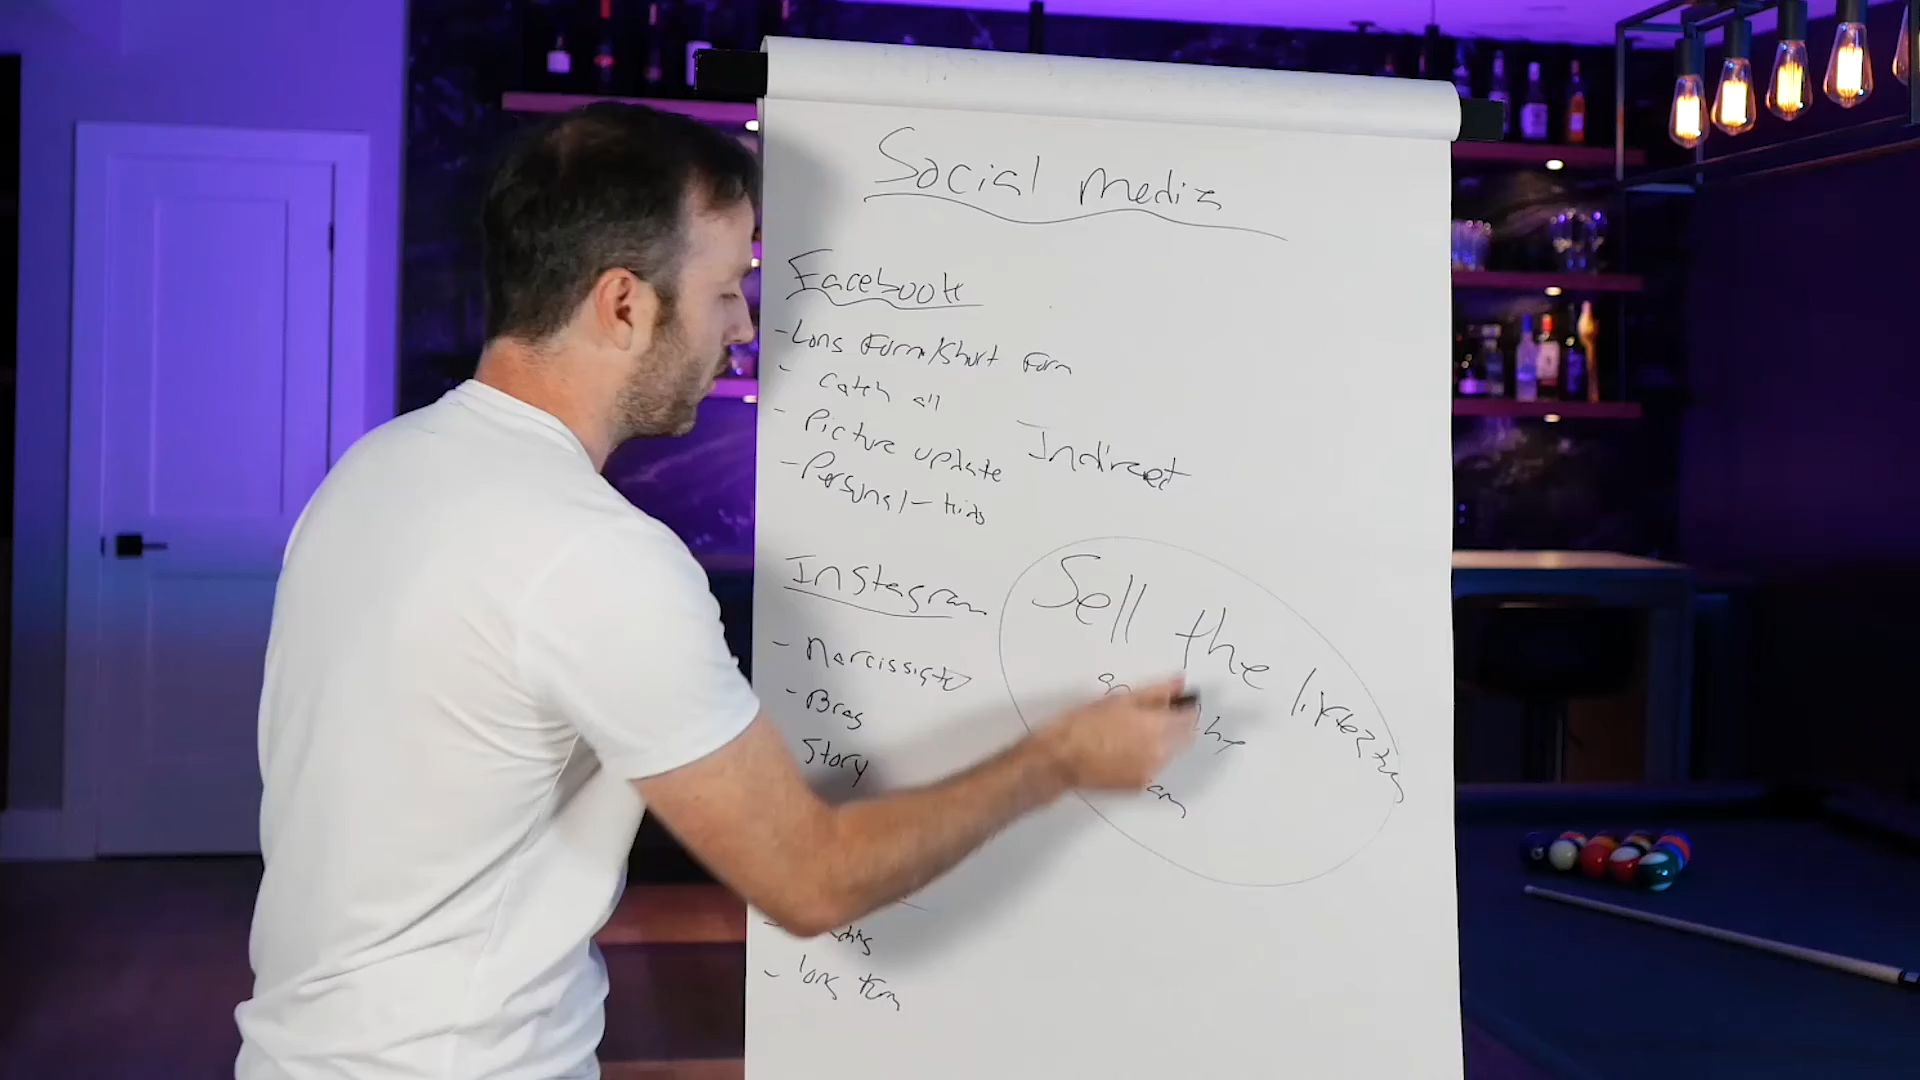 Social media
Facebook
- Long Form/Short Form
- Catch all
- Picture update
- Personal - 
Indirect
Instagram
- Narcissistic
- Brag
Story
Sell the lifestyle
- long term